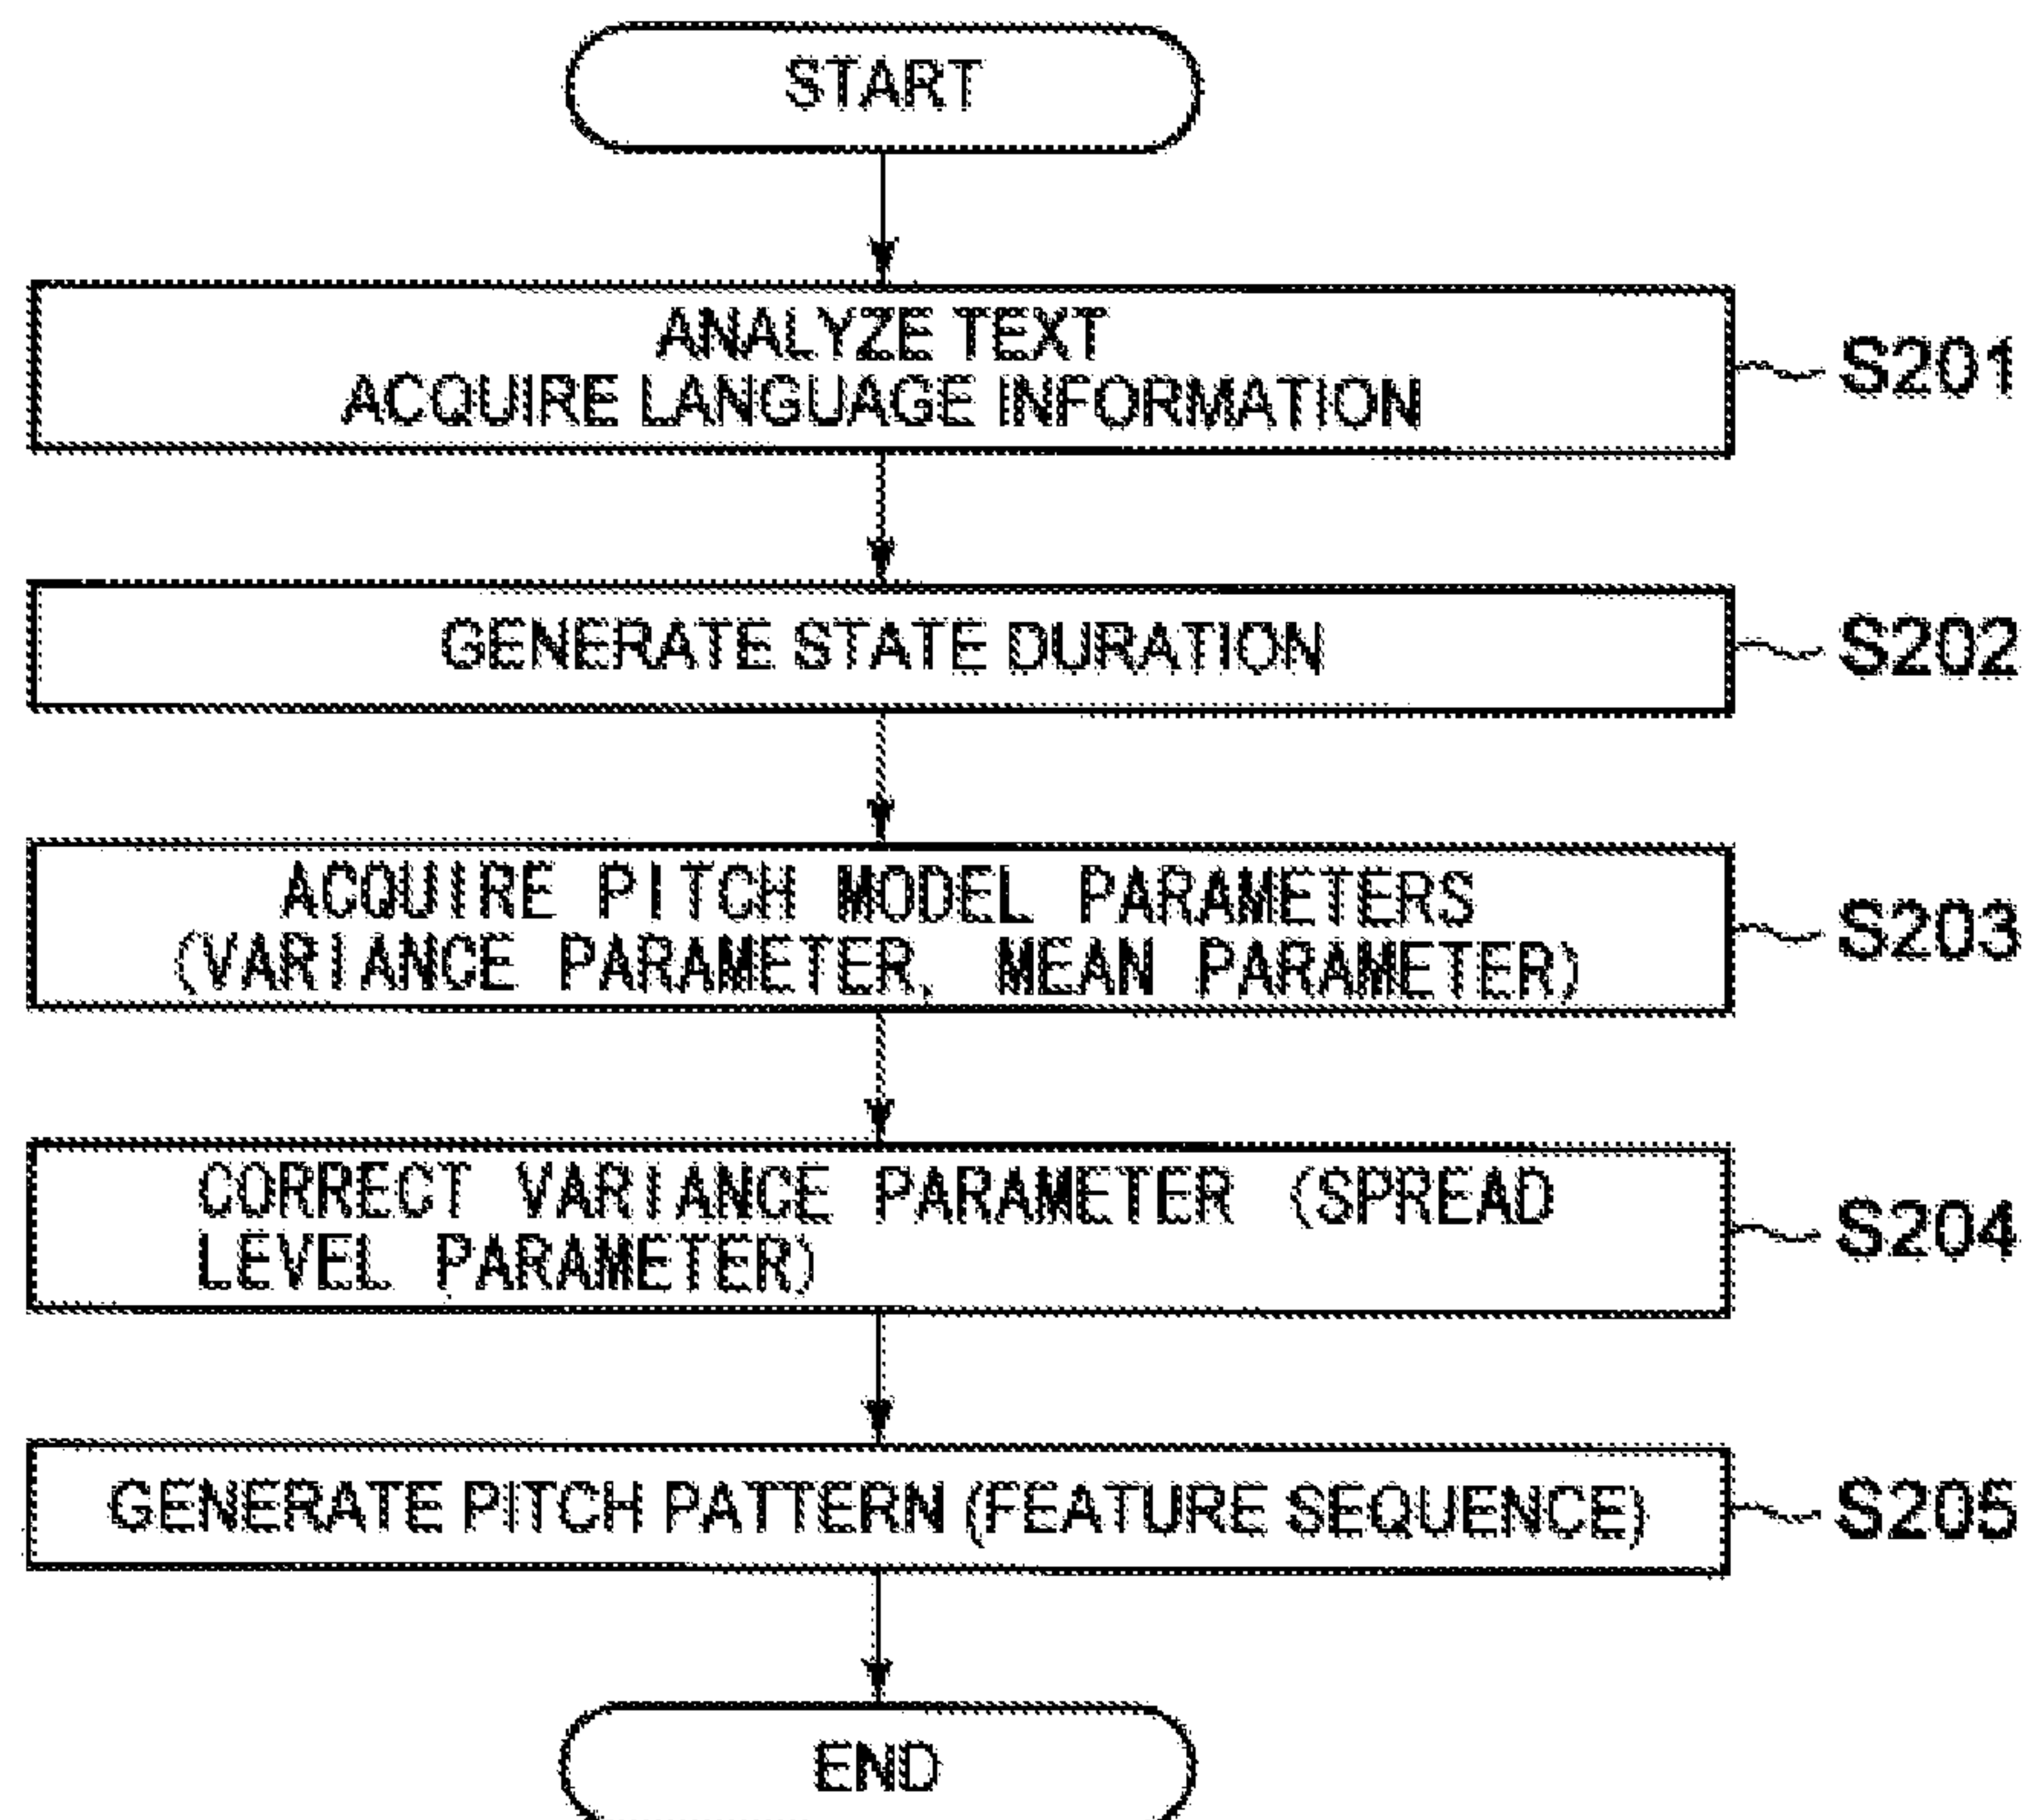 START
ANALYZE TEXT
ACQUIRE LANGUAGE INFORMATION
S201
GENERATE STATE DURATION
S202
ACQUIRE PITCH MODEL PARAMETERS
(VARIANCE PARAMETER, MEAN PARAMETER)
S203
CORRECT VARIANCE PARAMETER (SPREAD
LEVEL PARAMETER)
S204
GENERATE PITCH PATTERN (FEATURE SEQUENCE)
S205
END